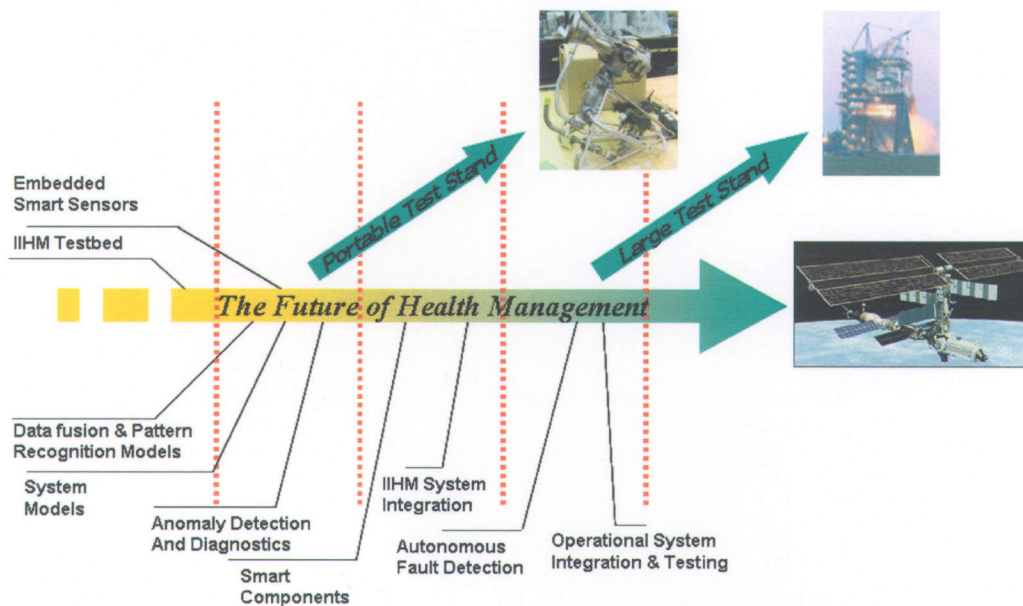 Embedded
Smart Sensors
IIHM Testbed
Portable Test Stand
Large Test Stand
The Future of Health Management
Data fusion & Pattern
Recognition Models
System
Models
Anomaly Detection
And Diagnostics
Smart
Components
IIHM System
Integration
Autonomous
Fault Detection
Operational System
Integration & Testing